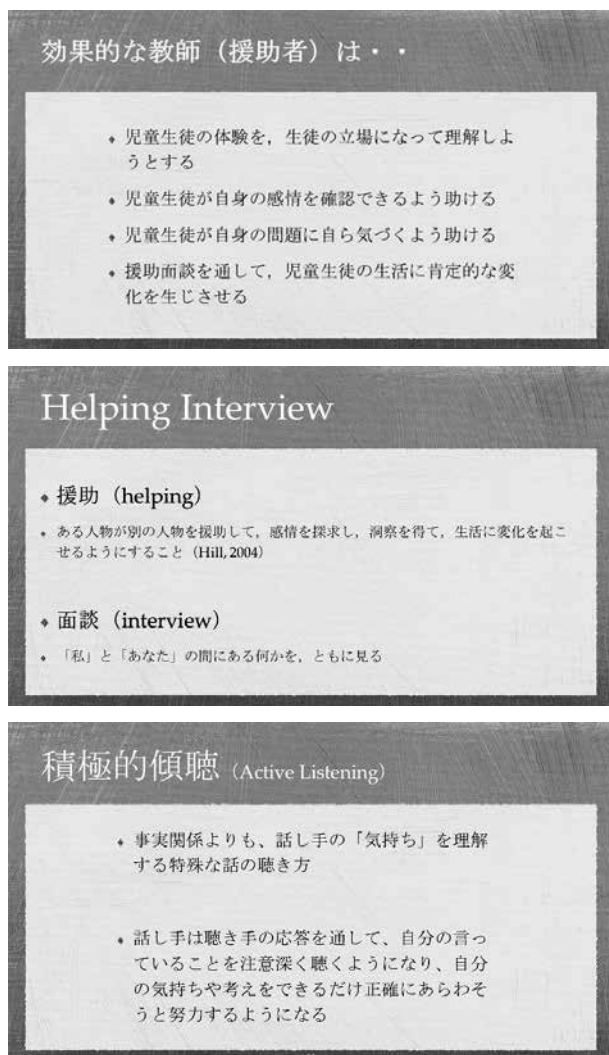 効果的な教師（援助者）は・・
児童生徒の体験を，生徒の立場になって理解しよ
うとする
児童生徒が自身の感情を確認できるよう助ける
児童生徒が自身の問題に自ら気づくよう助ける
援助面談を通して，児童生徒の生活に肯定的な変
化を生じさせる
Helping Interview
援助（helping）
ある人物が別の人物を援助して，感情を探求し，洞察を得て，生活に変化を起こ
せるようにすること（Hill, 2004）
面談（interview）
「私」と「あなた」の間にある何かを，ともに見る
積極的傾聴（Active Listening）
事実関係よりも、話し手の「気持ち」を理解
する特殊な話の聴き方
話し手は聴き手の応答を通して、自分の言っ
ていることを注意深く聴くようになり、自分
の気持ちや考えをできるだけ正確にあらわそ
うと努力するようになる